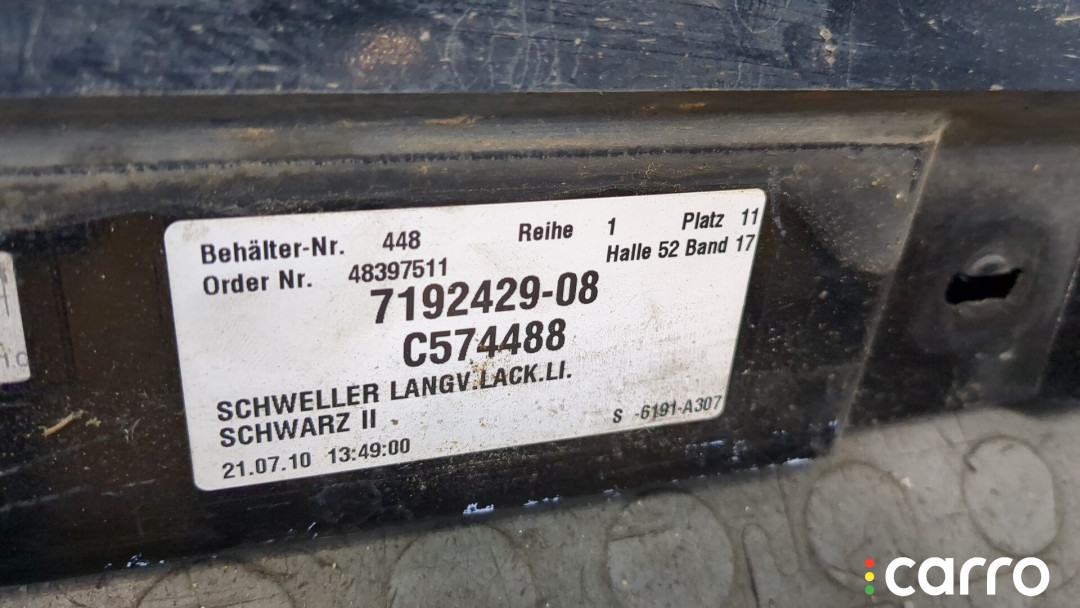 Behälter-Nr. 448 Reihe 1 Platz 11
Order Nr. 48397511 Halle 52 Band 17
7192429-08
C574488
SCHWELLER LANGV.LACK.LI.
SCHWARZ II
21.07.10 13:49:00 S -6191-A307
carro